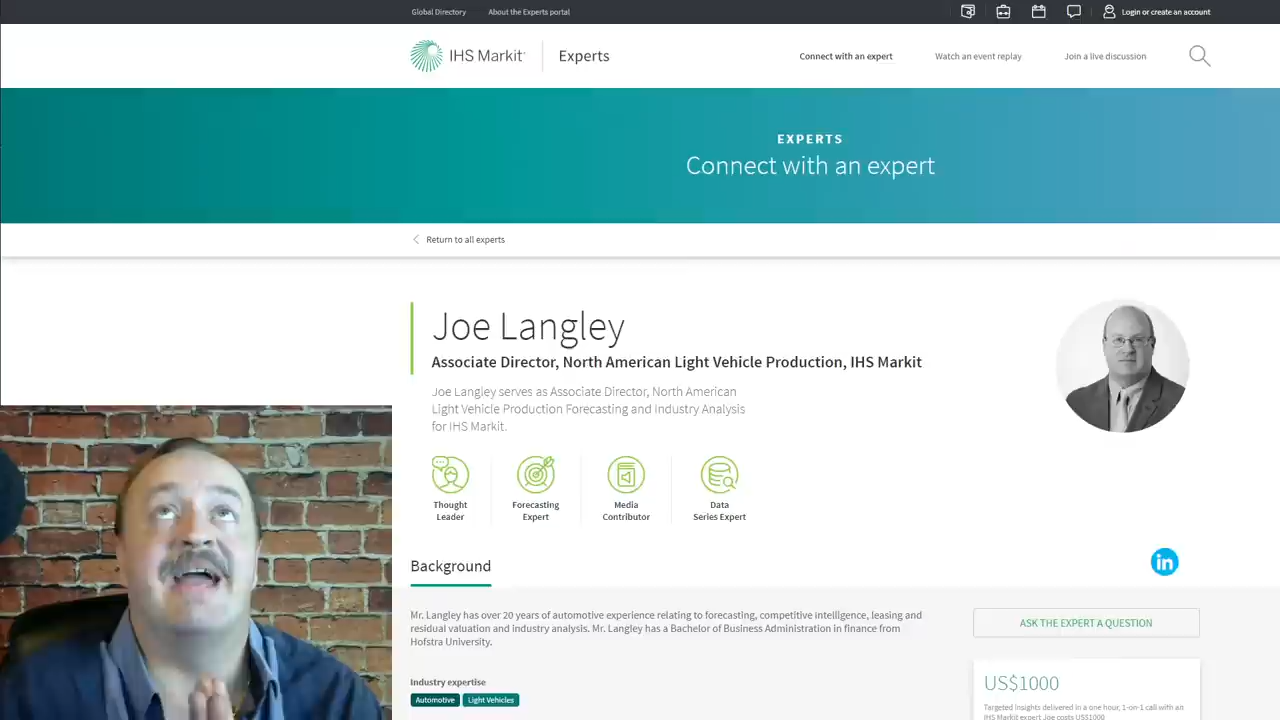 Global Directory
About the Experts portal
Login or create an account
IHS Markit
Experts
Connect with an expert
Watch an event replay
Join a live discussion
EXPERTS
Connect with an expert
Return to all experts
Joe Langley
Associate Director, North American Light Vehicle Production, IHS Markit
Joe Langley serves as Associate Director, North American
Light Vehicle Production Forecasting and Industry Analysis
for IHS Markit.
Thought
Leader
Forecasting
Expert
Media
Contributor
Data
Series Expert
Background
in
Mr. Langley has over 20 years of automotive experience relating to forecasting, competitive intelligence, leasing and
residual valuation and industry analysis. Mr. Langley has a Bachelor of Business Administration in finance from
Hofstra University.
ASK THE EXPERT A QUESTION
Industry expertise
Automotive
Light Vehicles
US$1000
Targeted Insights delivered in a one hour, 1-on-1 call with an
IHS Markit expert Joe costs US$1000